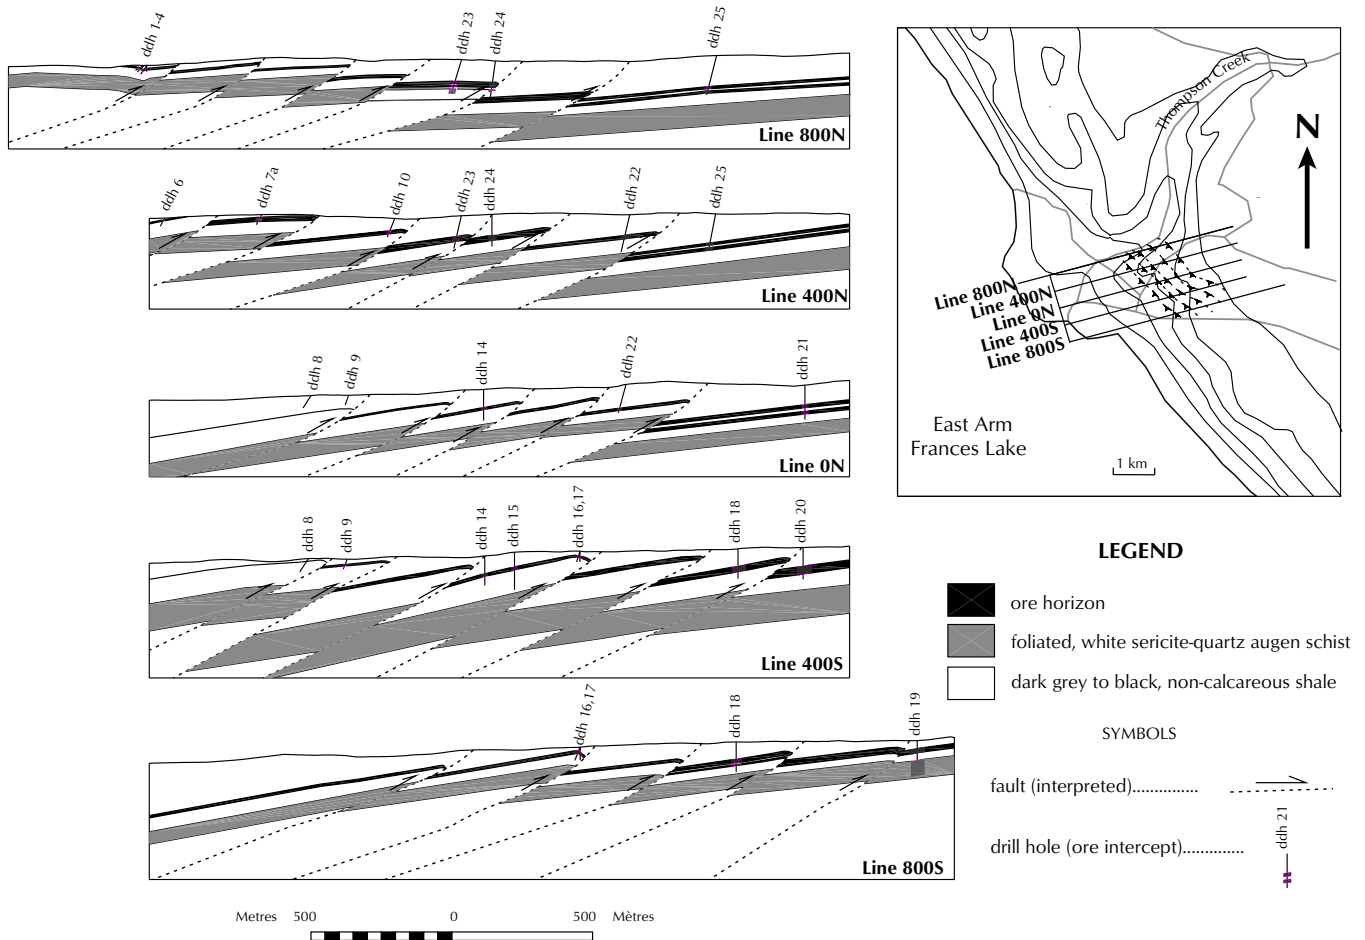 ddh 1-4
ddh 23
ddh 24
ddh 25
Line 800N
ddh 6
ddh 7a
ddh 10
ddh 23
ddh 24
ddh 22
ddh 25
Line 400N
ddh 8
ddh 9
ddh 14
ddh 22
ddh 21
Line 0N
ddh 8
ddh 9
ddh 14
ddh 15
ddh 16,17
ddh 18
ddh 20
Line 400S
ddh 16,17
ddh 18
ddh 19
Line 800S
Metres 500 0 500 Mètres
Thompson Creek
N
Line 800N
Line 400N
Line 0N
Line 400S
Line 800S
East Arm
Frances Lake
1 km
LEGEND
ore horizon
foliated, white sericite-quartz augen schist
dark grey to black, non-calcareous shale
SYMBOLS
fault (interpreted)...............
drill hole (ore intercept).............
ddh 21